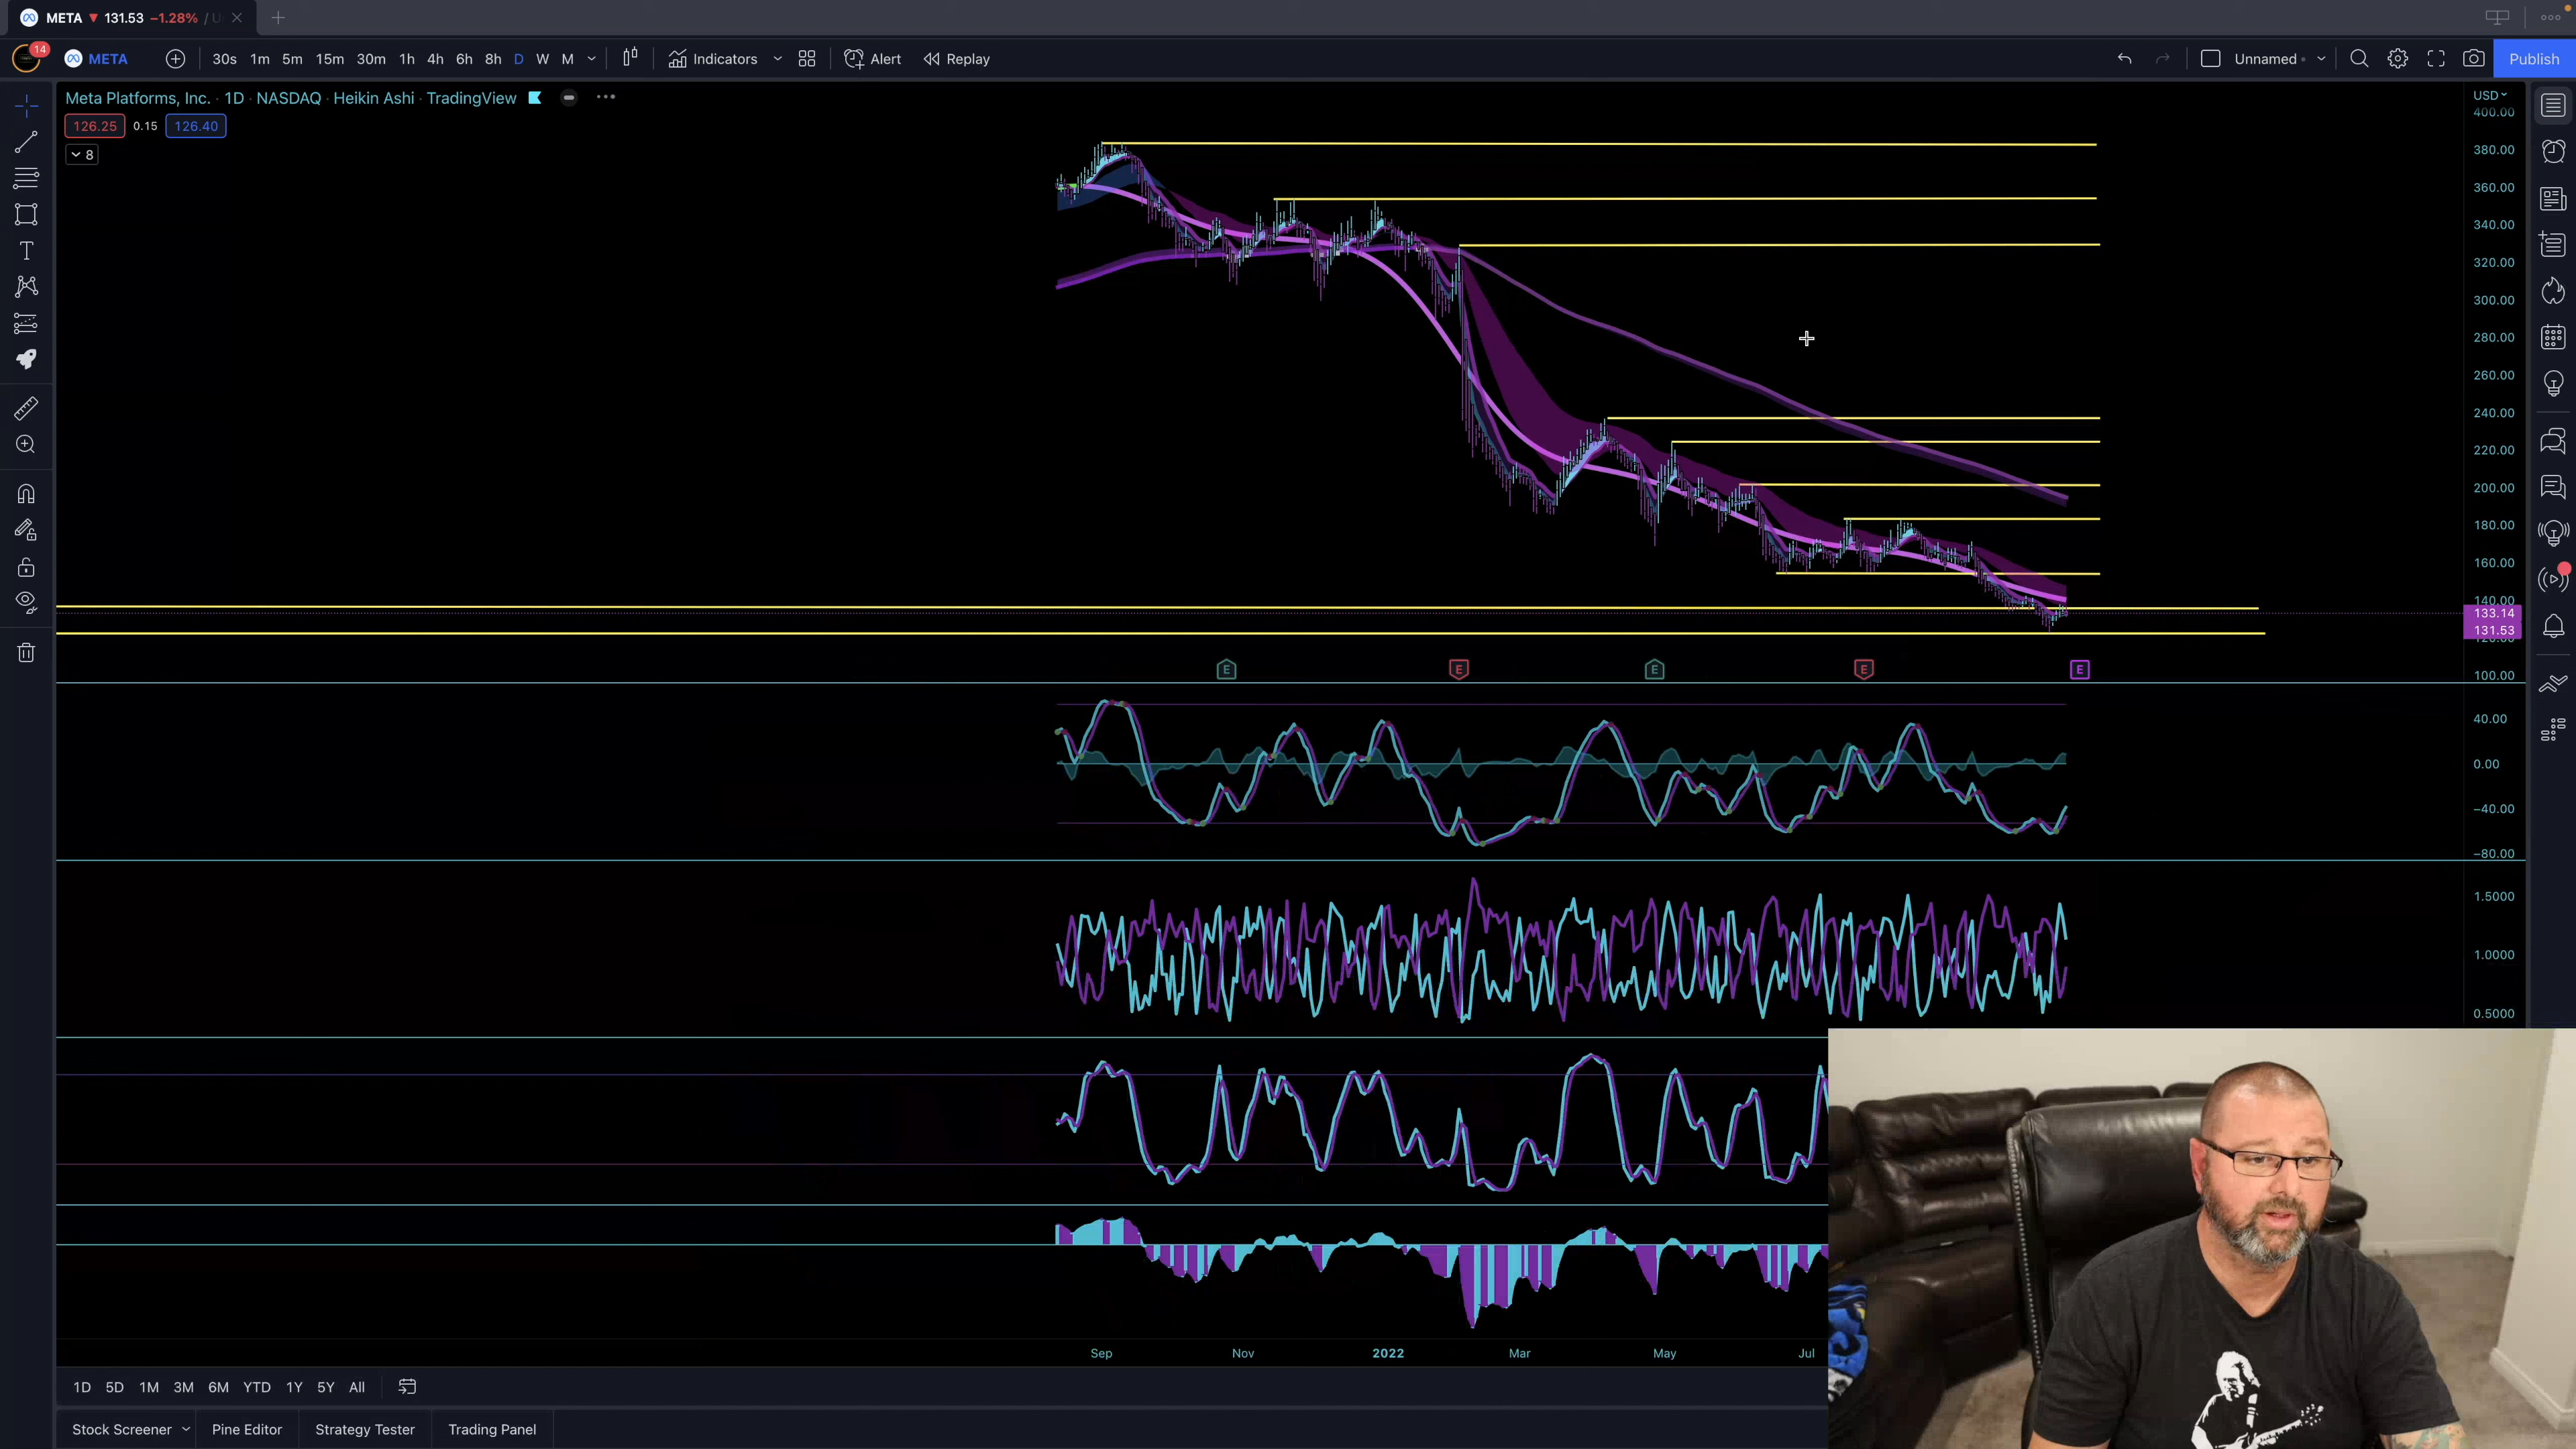 META ▼ 131.53 −1.28% / U
14
META 30s 1m 5m 15m 30m 1h 4h 6h 8h D W M Indicators Alert Replay Unnamed Publish
Meta Platforms, Inc. · 1D · NASDAQ · Heikin Ashi · TradingView
126.25 0.15 126.40
8
USD
400.00
380.00
360.00
340.00
320.00
300.00
280.00
260.00
240.00
220.00
200.00
180.00
160.00
140.00
133.14
131.53
100.00
E E E E E
40.00
0.00
−40.00
−80.00
1.5000
1.0000
0.5000
Sep Nov 2022 Mar May Jul
1D 5D 1M 3M 6M YTD 1Y 5Y All
Stock Screener Pine Editor Strategy Tester Trading Panel